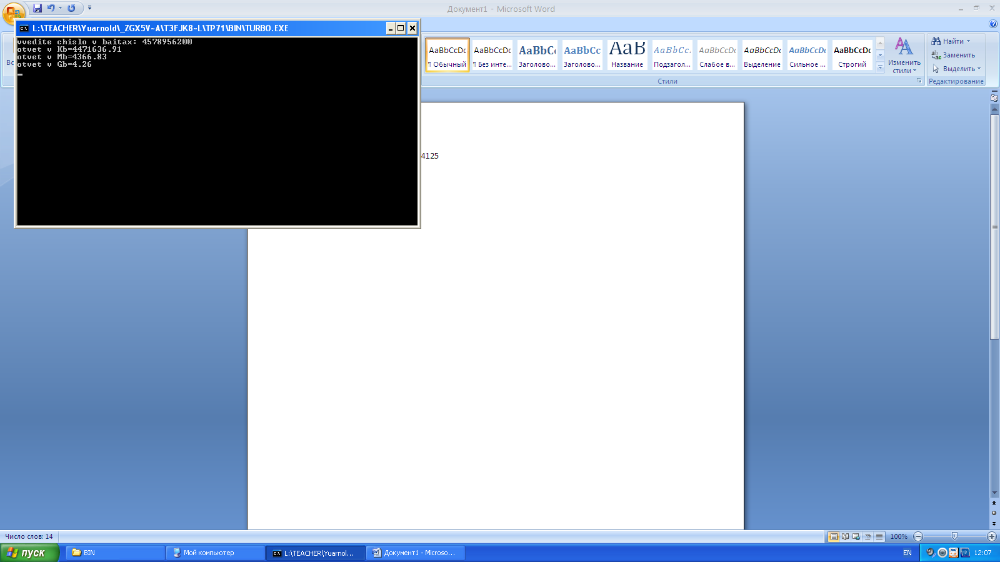 Документ1 - Microsoft Word
L:\TEACHER\Yuarnold\_ZGX5V~A\T3FJK8~L\TP71\BIN\TURBO.EXE
vvedite chislo v baitax: 4578956200
otvet v Kb=4471636.91
otvet v Mb=4366.83
otvet v Gb=4.26
Вс
AaBbCcDc AaBbCcDc AaBbC AaBbCc AaB AaBbCc. AaBbCcDc AaBbCcDc AaBbCcDc AaBbCcDc
¶ Обычный ¶ Без инте... Заголово... Заголово... Название Подзагол... Слабое в... Выделение Сильное ... Строгий
Изменить стили
Стили
Найти
Заменить
Выделить
Редактирование
4125
Число слов: 14
100%
пуск
BIN
Мой компьютер
L:\TEACHER\Yuarnol...
Документ1 - Microso...
EN
12:07